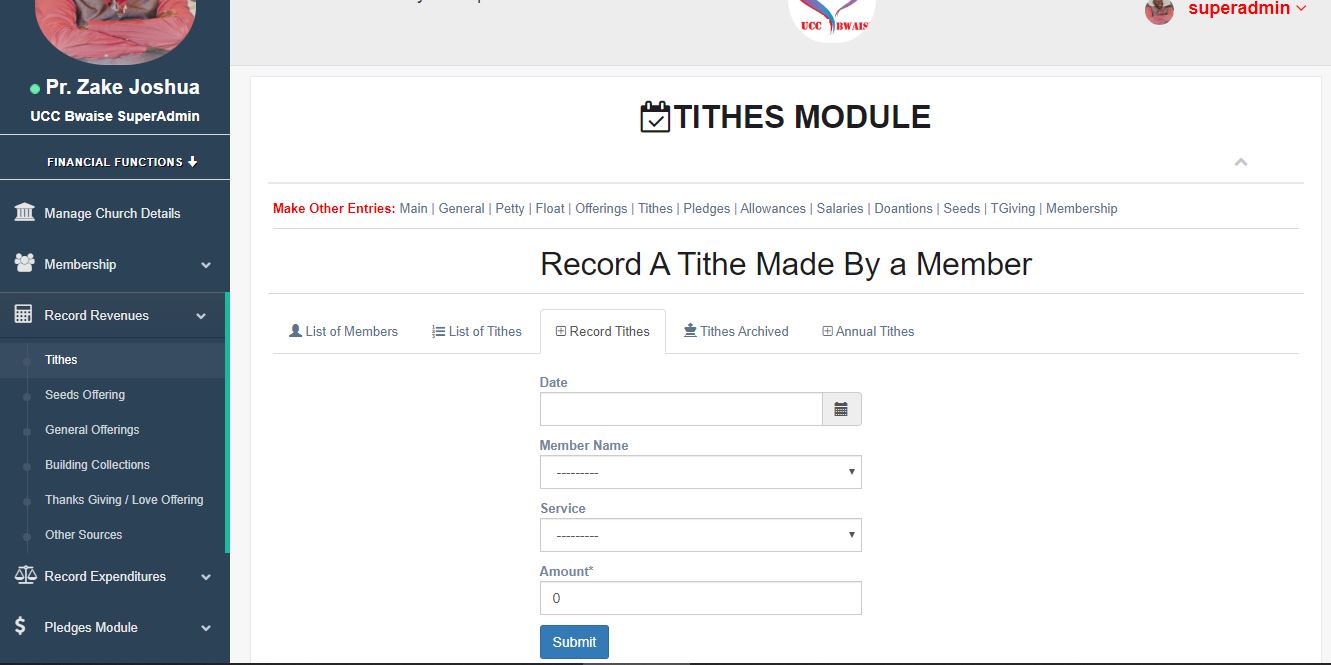 superadmin
UCC BWAISE
Pr. Zake Joshua
UCC Bwaise SuperAdmin
FINANCIAL FUNCTIONS
Manage Church Details
Membership
Record Revenues
Tithes
Seeds Offering
General Offerings
Building Collections
Thanks Giving / Love Offering
Other Sources
Record Expenditures
Pledges Module
TITHES MODULE
Make Other Entries: Main | General | Petty | Float | Offerings | Tithes | Pledges | Allowances | Salaries | Doantions | Seeds | TGiving | Membership
Record A Tithe Made By a Member
List of Members
List of Tithes
Record Tithes
Tithes Archived
Annual Tithes
Date
Member Name
---------
Service
---------
Amount*
0
Submit